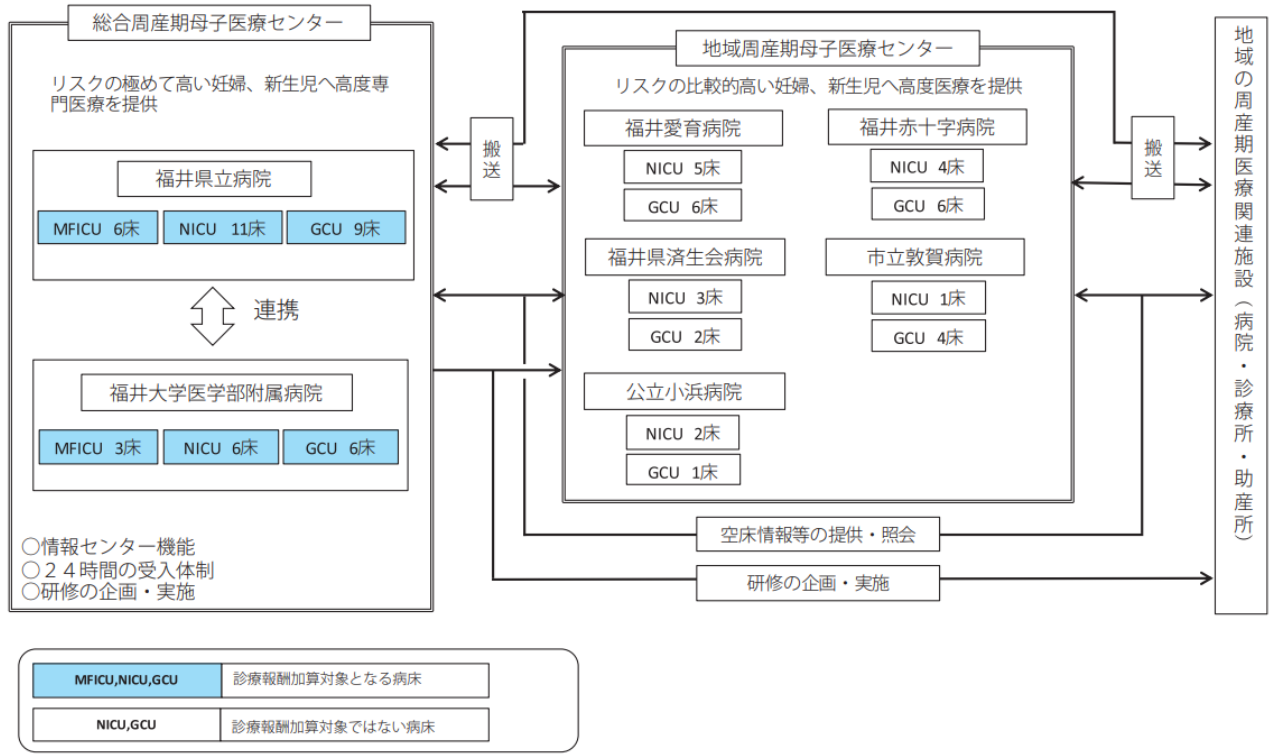 総合周産期母子医療センター
リスクの極めて高い妊婦、新生児へ高度専
門医療を提供
福井県立病院
MFICU 6床
NICU 11床
GCU 9床
連携
福井大学医学部附属病院
MFICU 3床
NICU 6床
GCU 6床
○情報センター機能
○２４時間の受入体制
○研修の企画・実施
搬送
地域周産期母子医療センター
リスクの比較的高い妊婦、新生児へ高度医療を提供
福井愛育病院
NICU 5床
GCU 6床
福井赤十字病院
NICU 4床
GCU 6床
福井県済生会病院
NICU 3床
GCU 2床
市立敦賀病院
NICU 1床
GCU 4床
公立小浜病院
NICU 2床
GCU 1床
搬送
空床情報等の提供・照会
研修の企画・実施
地域の周産期医療関連施設（病院・診療所・助産所）
MFICU,NICU,GCU
診療報酬加算対象となる病床
NICU,GCU
診療報酬加算対象ではない病床